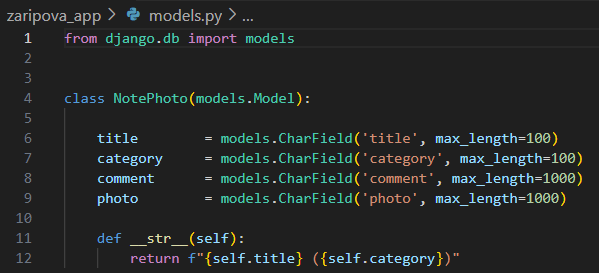 zaripova_app > models.py > ...
1 from django.db import models
2
3
4 class NotePhoto(models.Model):
5
6     title        = models.CharField('title', max_length=100)
7     category     = models.CharField('category', max_length=100)
8     comment      = models.CharField('comment', max_length=1000)
9     photo        = models.CharField('photo', max_length=1000)
10
11     def __str__(self):
12         return f"{self.title} ({self.category})"